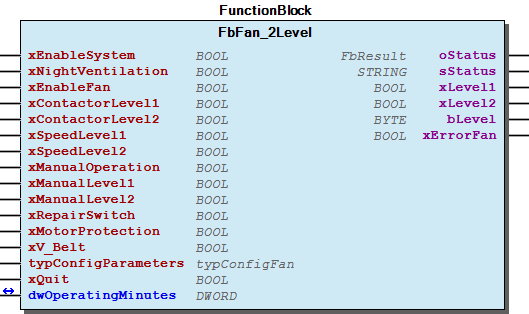 FunctionBlock
FbFan_2Level
xEnableSystem BOOL FbResult oStatus
xNightVentilation BOOL STRING sStatus
xEnableFan BOOL BOOL xLevel1
xContactorLevel1 BOOL BOOL xLevel2
xContactorLevel2 BOOL BYTE bLevel
xSpeedLevel1 BOOL BOOL xErrorFan
xSpeedLevel2 BOOL
xManualOperation BOOL
xManualLevel1 BOOL
xManualLevel2 BOOL
xRepairSwitch BOOL
xMotorProtection BOOL
xV_Belt BOOL
typConfigParameters typConfigFan
xQuit BOOL
dwOperatingMinutes DWORD